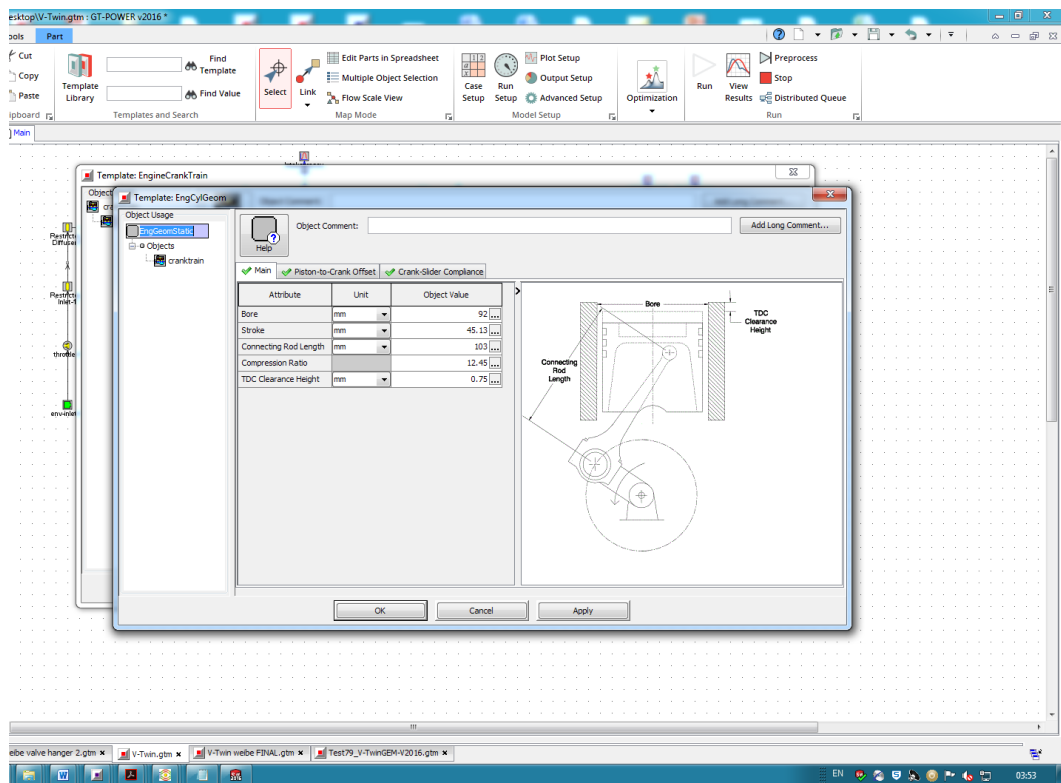 esktop\V-Twin.gtm : GT-POWER v2016 *
ools Part
Cut
Copy
Paste
ipboard
Template Library
Find Template
Find Value
Templates and Search
Select
Link
Edit Parts in Spreadsheet
Multiple Object Selection
Flow Scale View
Map Mode
Case Setup
Run Setup
Plot Setup
Output Setup
Advanced Setup
Model Setup
Optimization
Run
View Results
Preprocess
Stop
Distributed Queue
Run
Main
Template: EngineCrankTrain
Object
Template: EngCylGeom
Object Usage
EngGeomStatic
Objects
cranktrain
Help
Object Comment:
Add Long Comment...
Main Piston-to-Crank Offset Crank-Slider Compliance
Attribute Unit Object Value
Bore mm 92 ...
Stroke mm 45.13 ...
Connecting Rod Length mm 103 ...
Compression Ratio 12.45 ...
TDC Clearance Height mm 0.75 ...
Bore
TDC
Clearance
Height
Connecting
Rod
Length
OK Cancel Apply
throttle
env-inlet
eibe valve hanger 2.gtm V-Twin.gtm V-Twin weibe FINAL.gtm Test79_V-TwinGEM-V2016.gtm
EN 03:53